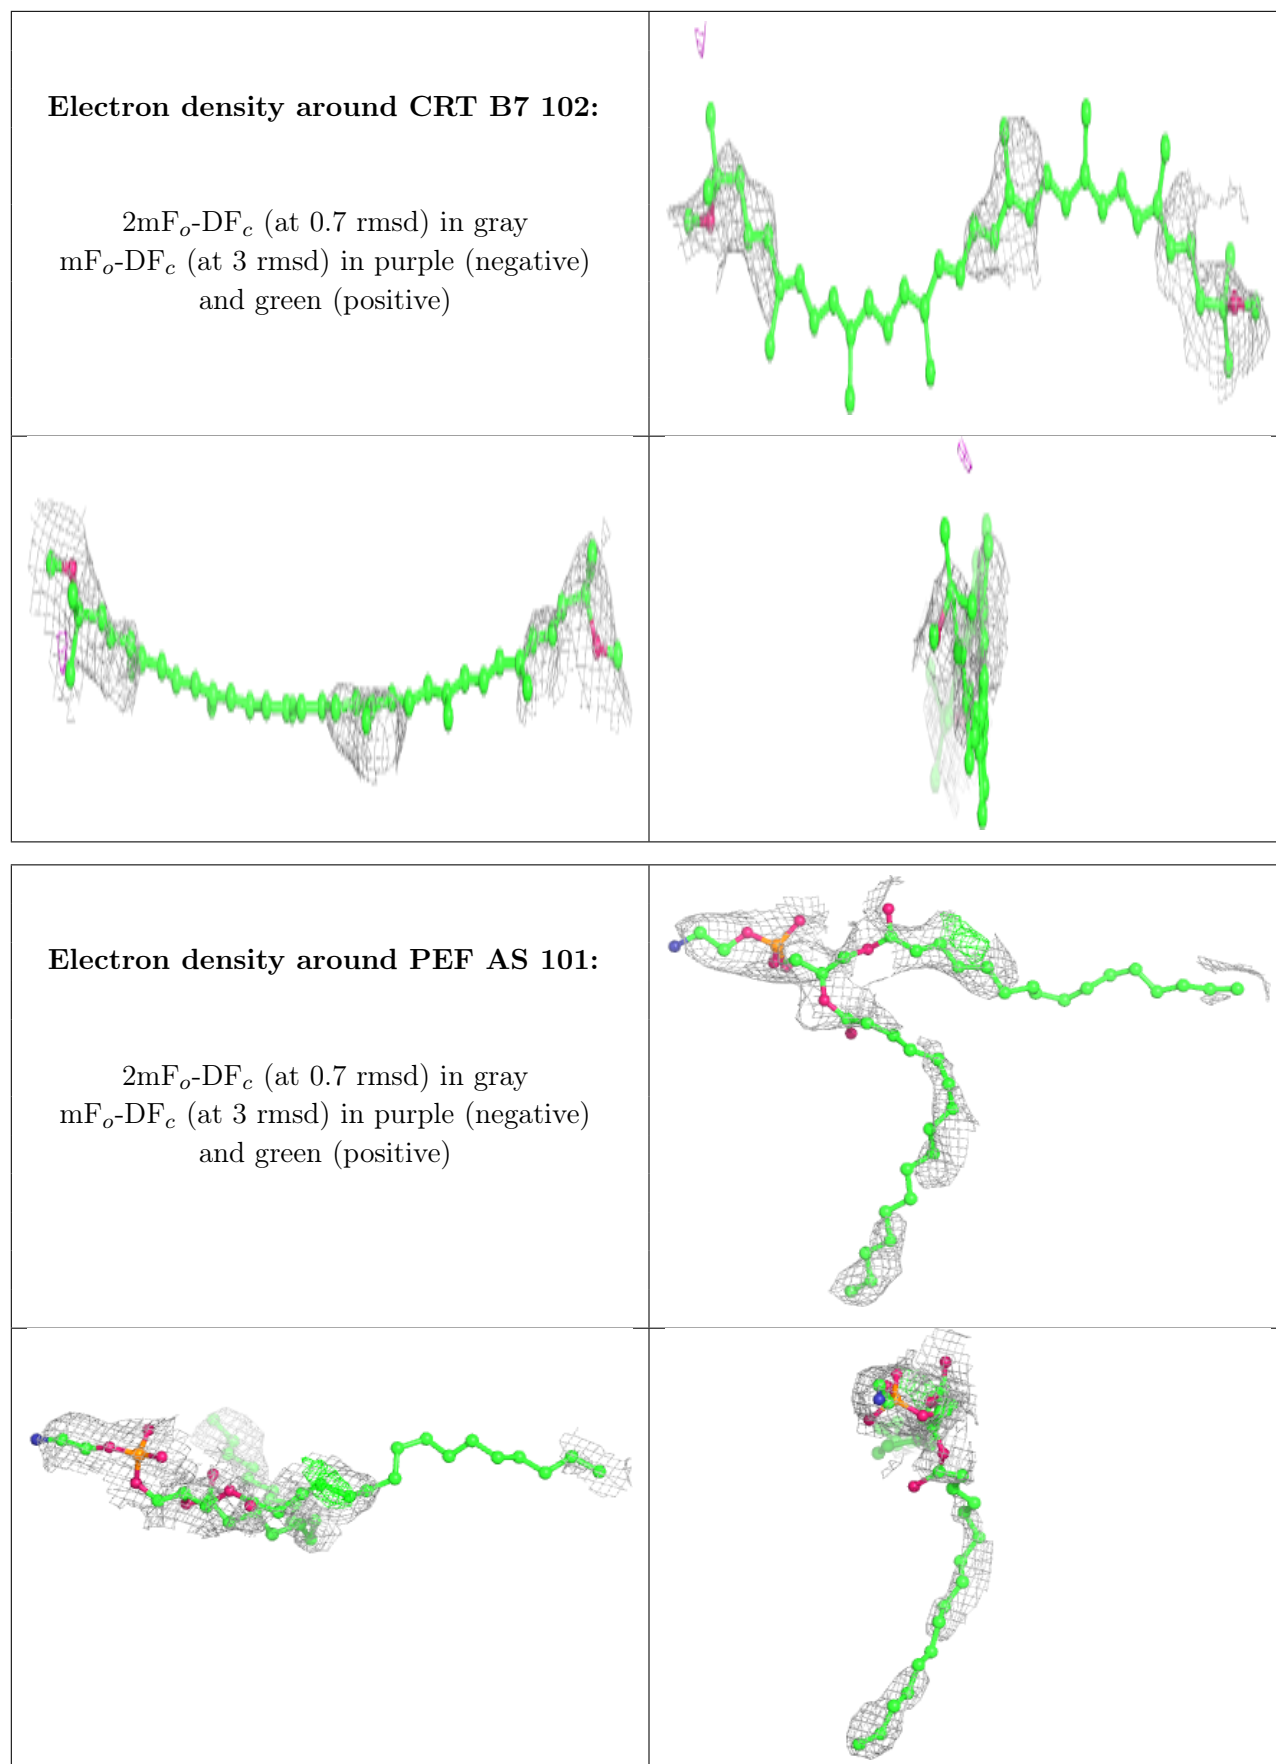 Electron density around CRT B7 102:
2mFₒ-DF𝑐 (at 0.7 rmsd) in gray
mFₒ-DF𝑐 (at 3 rmsd) in purple (negative)
and green (positive)
Electron density around PEF AS 101:
2mFₒ-DF𝑐 (at 0.7 rmsd) in gray
mFₒ-DF𝑐 (at 3 rmsd) in purple (negative)
and green (positive)